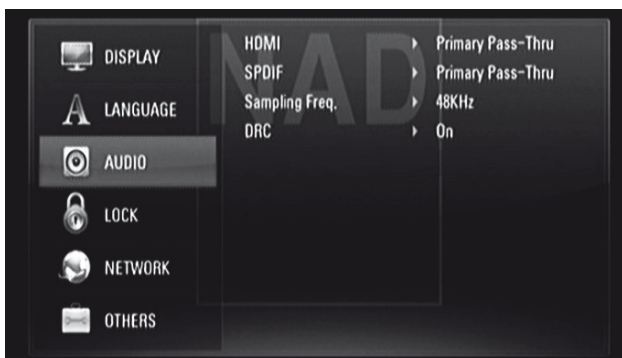 NAD
DISPLAY
LANGUAGE
AUDIO
LOCK
NETWORK
OTHERS
HDMI Primary Pass-Thru
SPDIF Primary Pass-Thru
Sampling Freq. 48KHz
DRC On